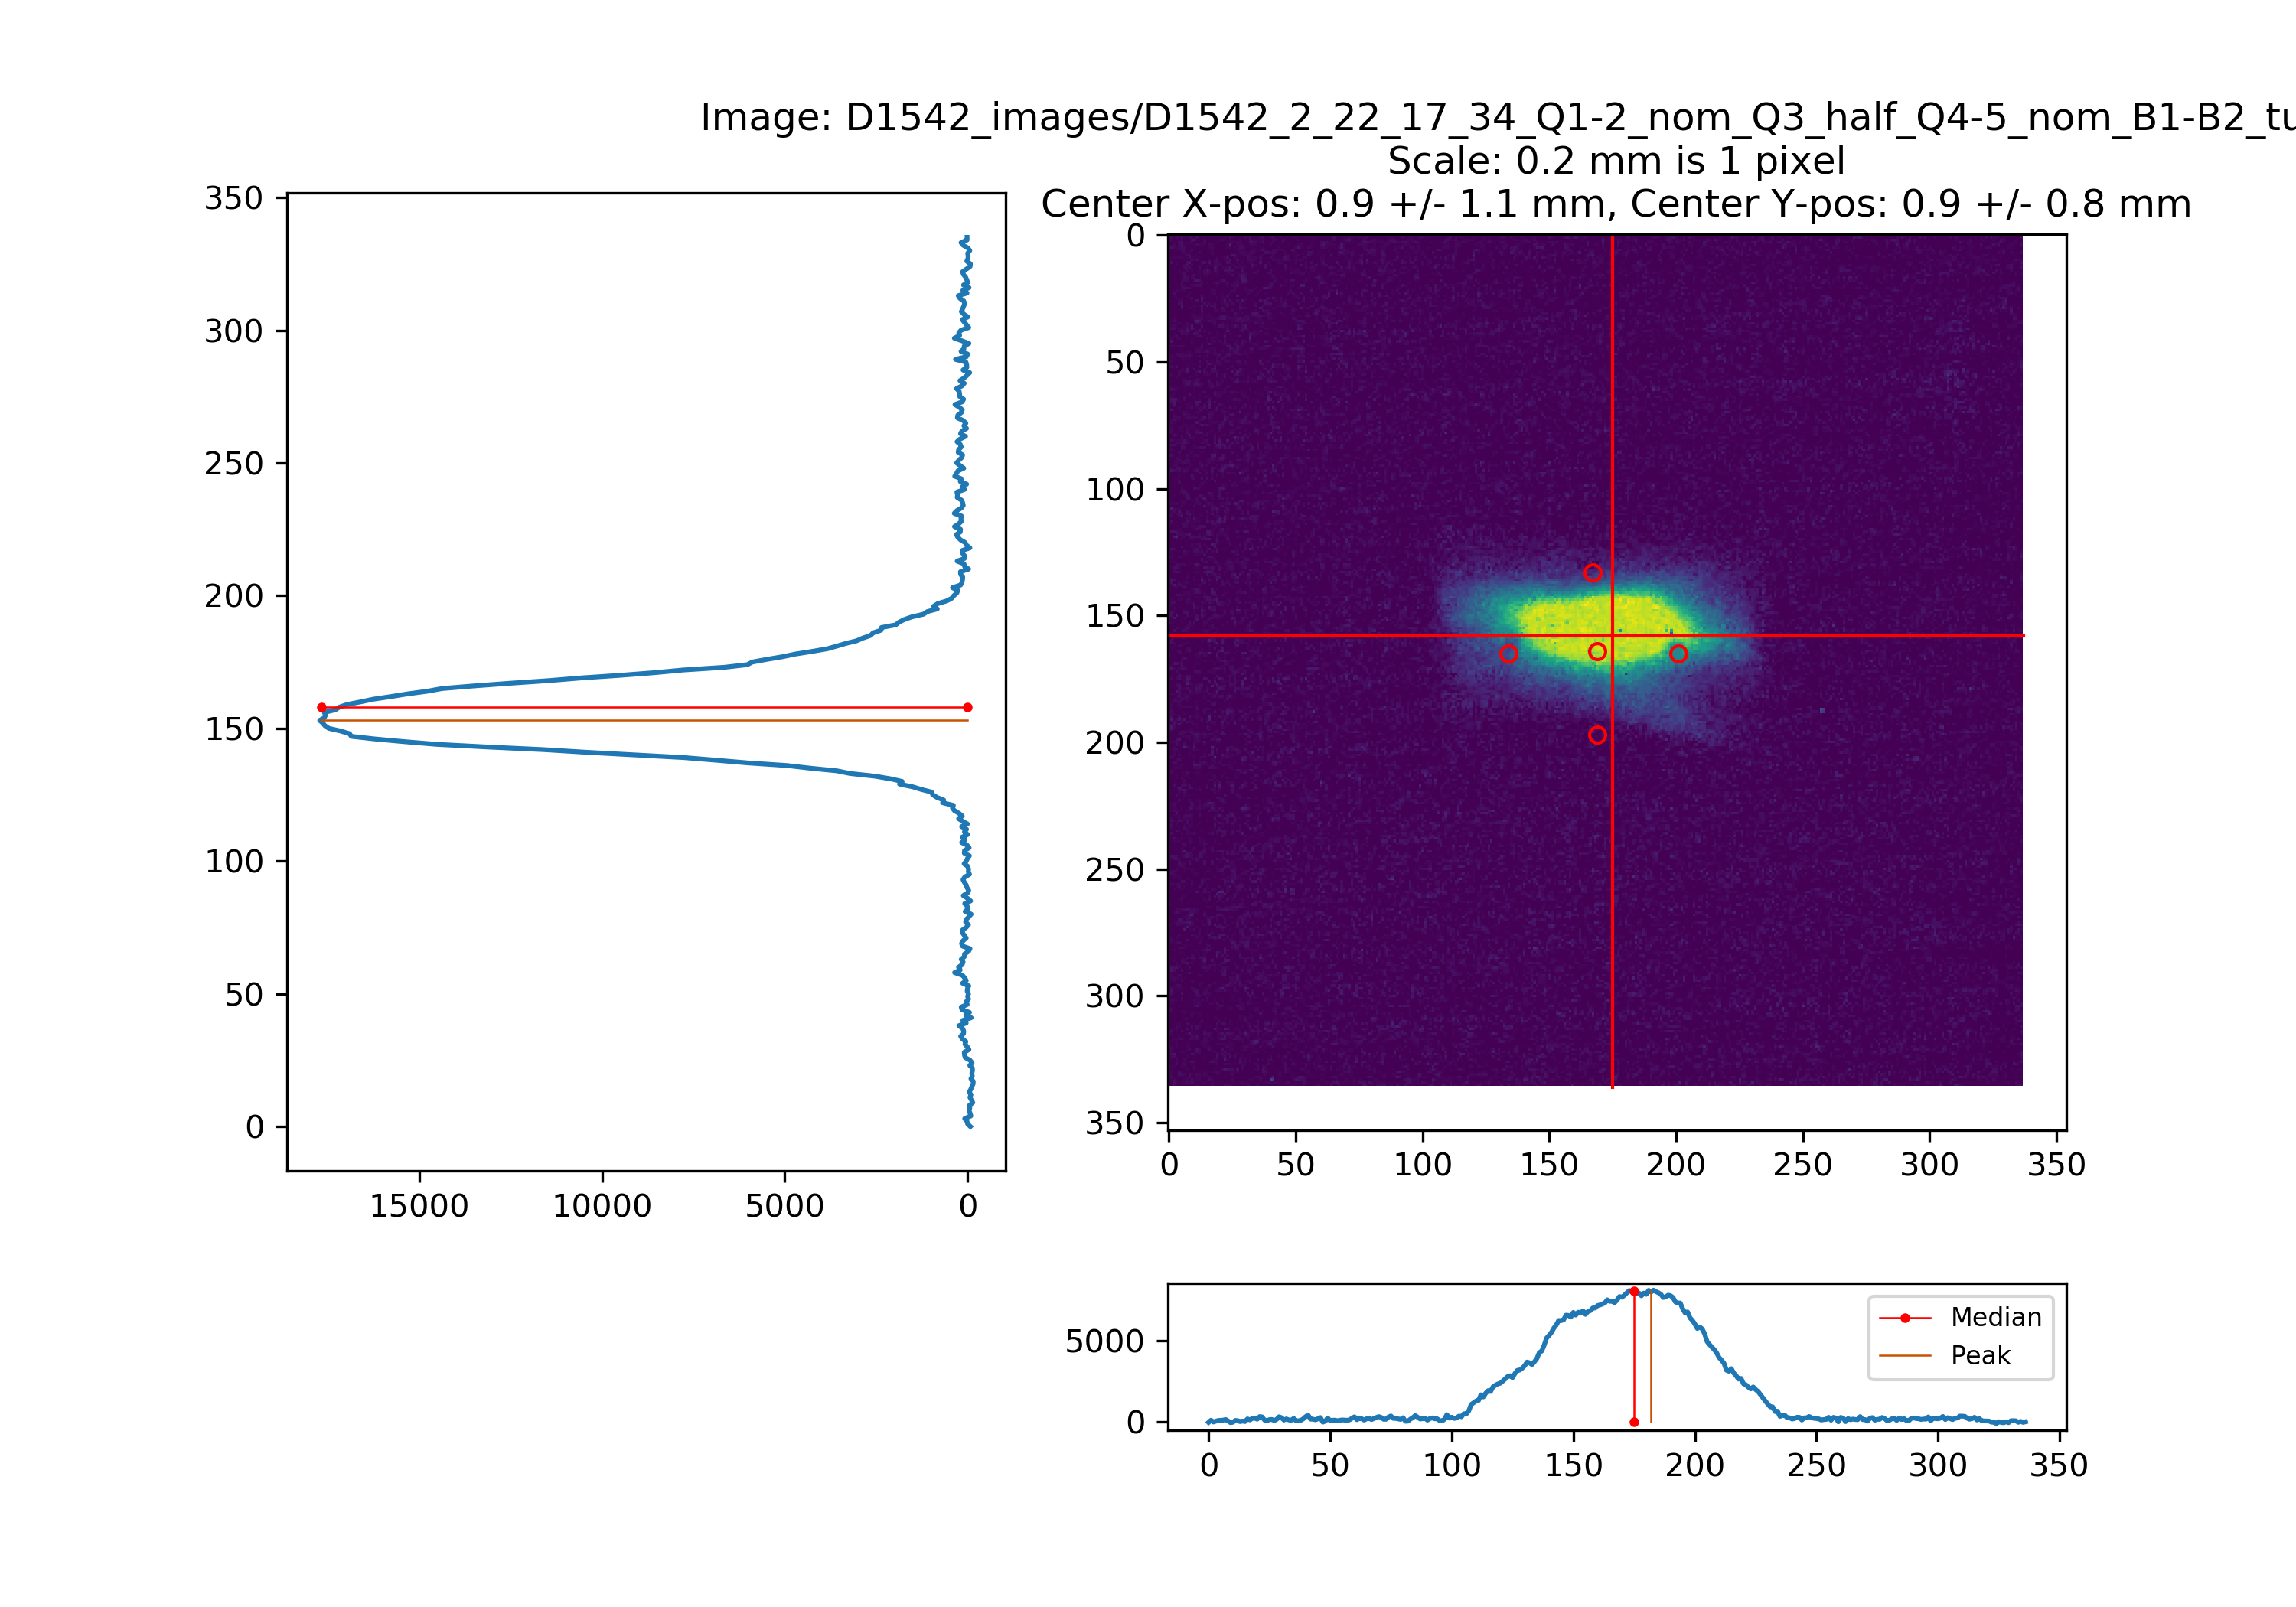 Image: D1542_images/D1542_2_22_17_34_Q1-2_nom_Q3_half_Q4-5_nom_B1-B2_tu
Scale: 0.2 mm is 1 pixel
Center X-pos: 0.9 +/- 1.1 mm, Center Y-pos: 0.9 +/- 0.8 mm
350
300
250
200
150
100
50
0
15000 10000 5000 0
0
50
100
150
200
250
300
350
0 50 100 150 200 250 300 350
5000
0
Median
Peak
0 50 100 150 200 250 300 350